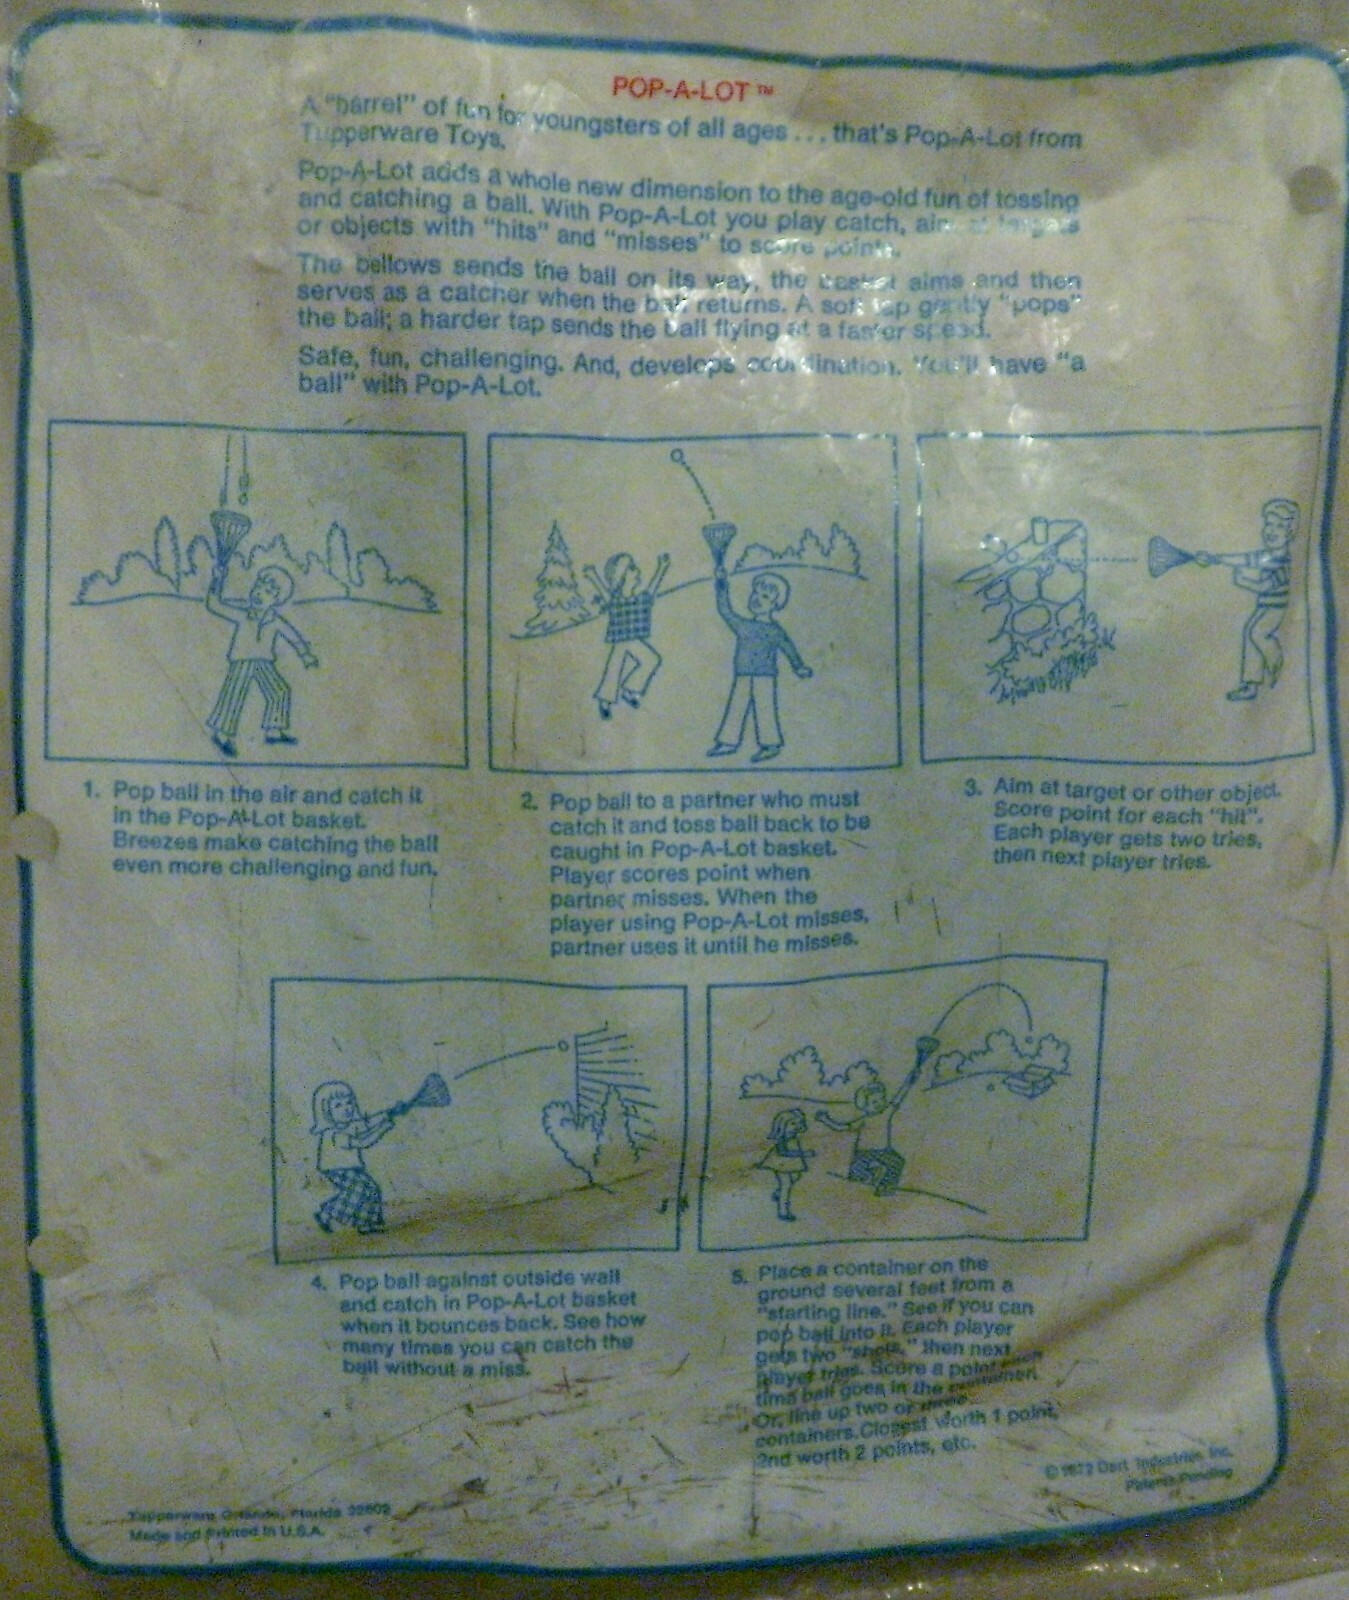 POP-A-LOT™
A "barrel" of fun for youngsters of all ages . . . that's Pop-A-Lot from
Tupperware Toys.
Pop-A-Lot adds a whole new dimension to the age-old fun of tossing
and catching a ball. With Pop-A-Lot you play catch, aim at targets
or objects with "hits" and "misses" to score points.
The bellows sends the ball on its way, the basket aims and then
serves as a catcher when the ball returns. A soft tap gently "pops"
the ball; a harder tap sends the ball flying at a faster speed.
Safe, fun, challenging. And, develops coordination. You'll have "a
ball" with Pop-A-Lot.
1. Pop ball in the air and catch it
in the Pop-A-Lot basket.
Breezes make catching the ball
even more challenging and fun.
2. Pop ball to a partner who must
catch it and toss ball back to be
caught in Pop-A-Lot basket.
Player scores point when
partner misses. When the
player using Pop-A-Lot misses,
partner uses it until he misses.
3. Aim at target or other object.
Score point for each "hit".
Each player gets two tries,
then next player tries.
4. Pop ball against outside wall
and catch in Pop-A-Lot basket
when it bounces back. See how
many times you can catch the
ball without a miss.
5. Place a container on the
ground several feet from a
"starting line." See if you can
pop ball into it. Each player
gets two "shots," then next
player tries. Score a point each
time ball goes in the container.
Or, line up two or three
containers. Closest worth 1 point,
2nd worth 2 points, etc.
© Dart Industries Inc.
Patents Pending
Tupperware Orlando, Florida
Made and Printed in U.S.A.